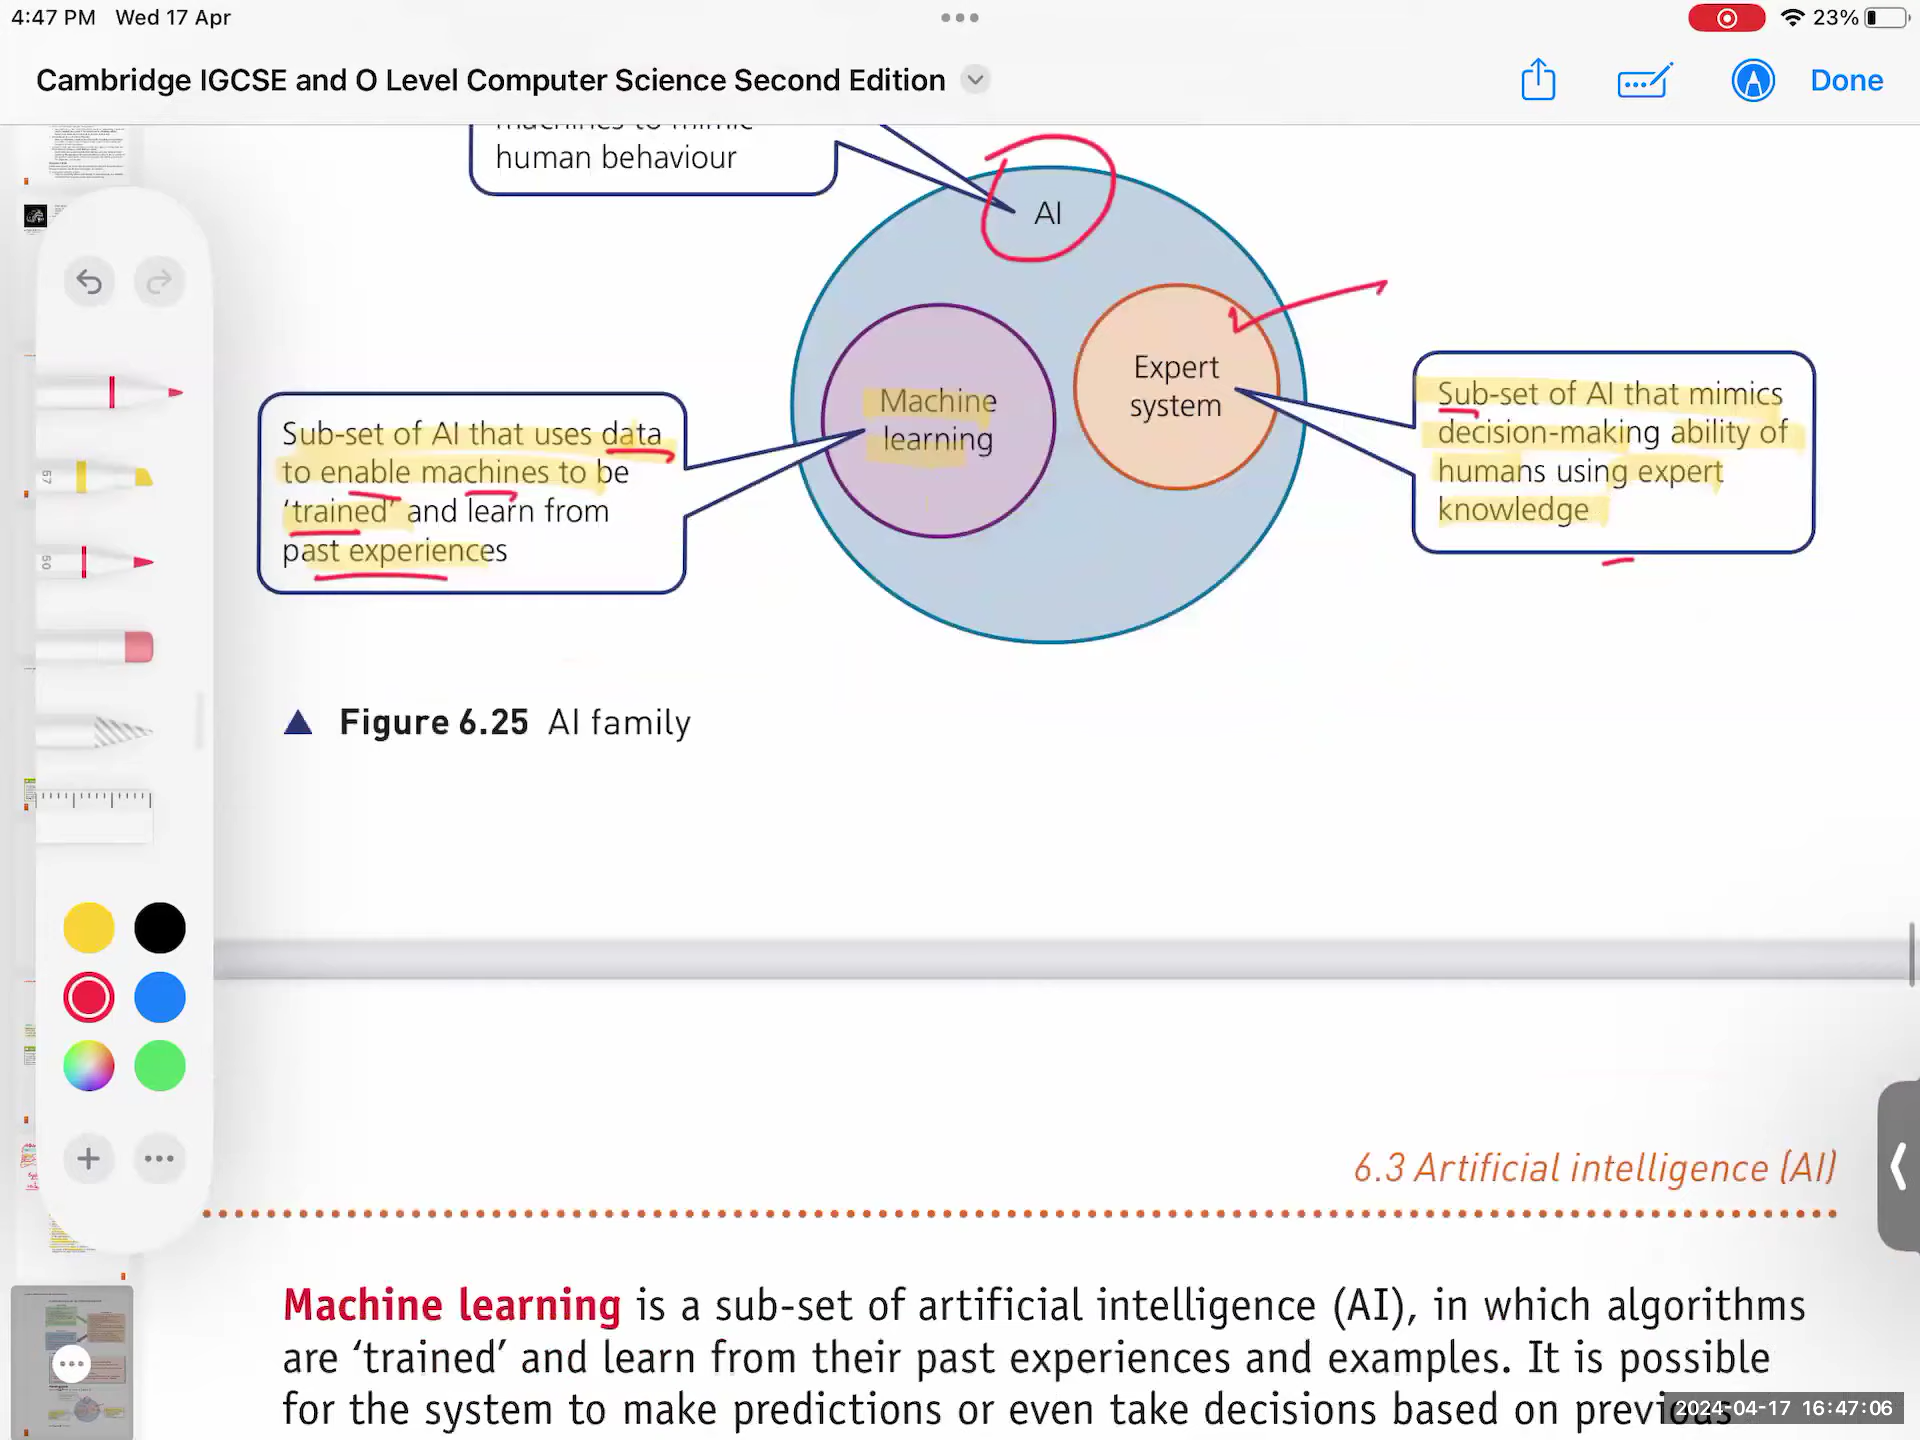 4:47 PM Wed 17 Apr
23%
Cambridge IGCSE and O Level Computer Science Second Edition
Done
machines to mimic
human behaviour
AI
Machine
learning
Expert
system
Sub-set of AI that uses data
to enable machines to be
‘trained’ and learn from
past experiences
Sub-set of AI that mimics
decision-making ability of
humans using expert
knowledge
▲ Figure 6.25 AI family
57
50
6.3 Artificial intelligence (AI)
Machine learning is a sub-set of artificial intelligence (AI), in which algorithms
are ‘trained’ and learn from their past experiences and examples. It is possible
for the system to make predictions or even take decisions based on previous
2024-04-17 16:47:06